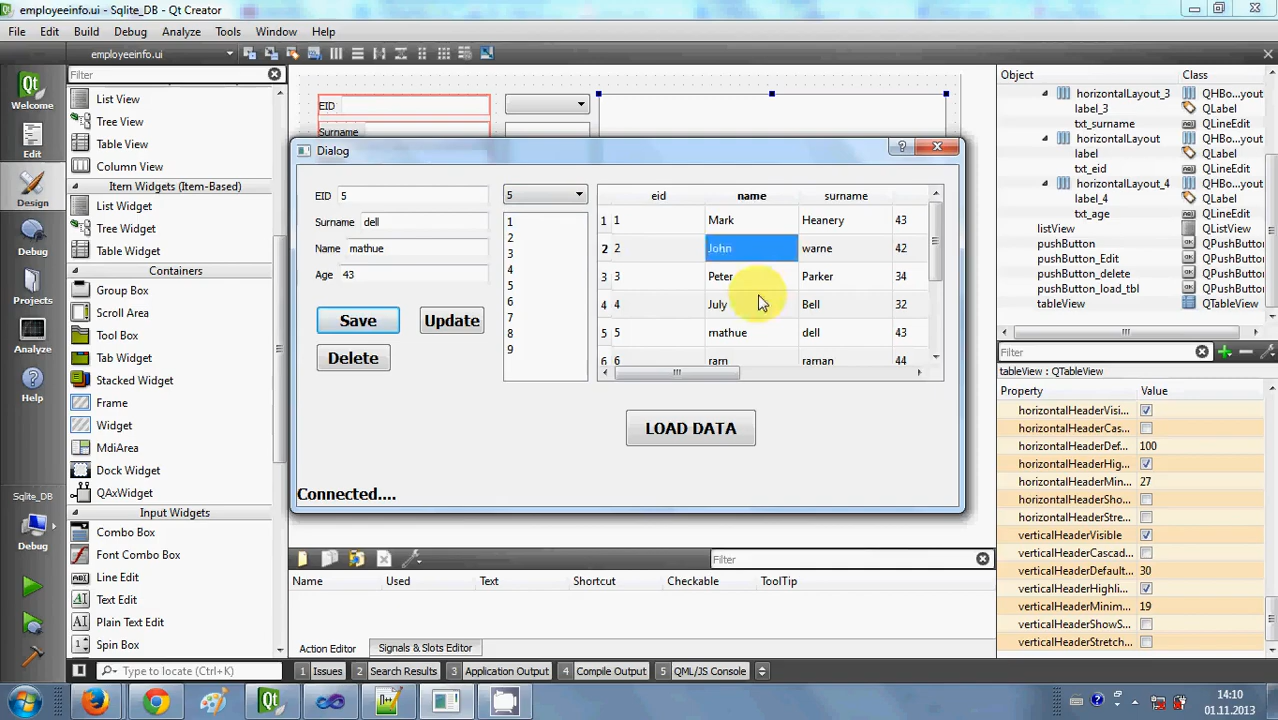 employeeinfo.ui - Sqlite_DB - Qt Creator
File Edit Build Debug Analyze Tools Window Help
employeeinfo.ui
Welcome
Edit
Design
Debug
Projects
Analyze
Help
Sqlite_DB
Debug
Filter
List View
Tree View
Table View
Column View
Item Widgets (Item-Based)
List Widget
Tree Widget
Table Widget
Containers
Group Box
Scroll Area
Tool Box
Tab Widget
Stacked Widget
Frame
Widget
MdiArea
Dock Widget
QAxWidget
Input Widgets
Combo Box
Font Combo Box
Line Edit
Text Edit
Plain Text Edit
Spin Box
EID
Surname
Dialog
EID 5
Surname dell
Name mathue
Age 43
Save Update
Delete
5
1
2
3
4
5
6
7
8
9
eid name surname
1 1 Mark Heanery 43
2 2 John warne 42
3 3 Peter Parker 34
4 4 July Bell 32
5 5 mathue dell 43
6 6 ram raman 44
LOAD DATA
Connected....
Filter
Name Used Text Shortcut Checkable ToolTip
Action Editor Signals & Slots Editor
Object Class
horizontalLayout_3 QHBo...
label_3 QLabel
txt_surname QLineEdit
horizontalLayout QHBo...
label QLabel
txt_eid QLineEdit
horizontalLayout_4 QHBo...
label_4 QLabel
txt_age QLineEdit
listView QListView
pushButton QPushB...
pushButton_Edit QPushB...
pushButton_delete QPushB...
pushButton_load_tbl QPushB...
tableView QTableView
Filter
tableView : QTableView
Property Value
horizontalHeaderVisi...
horizontalHeaderCas...
horizontalHeaderDef... 100
horizontalHeaderHig...
horizontalHeaderMin... 27
horizontalHeaderSho...
horizontalHeaderStre...
verticalHeaderVisible
verticalHeaderCascad...
verticalHeaderDefault... 30
verticalHeaderHighli...
verticalHeaderMinim... 19
verticalHeaderShowS...
verticalHeaderStretch...
Type to locate (Ctrl+K) 1 Issues 2 Search Results 3 Application Output 4 Compile Output 5 QML/JS Console
14:10
01.11.2013